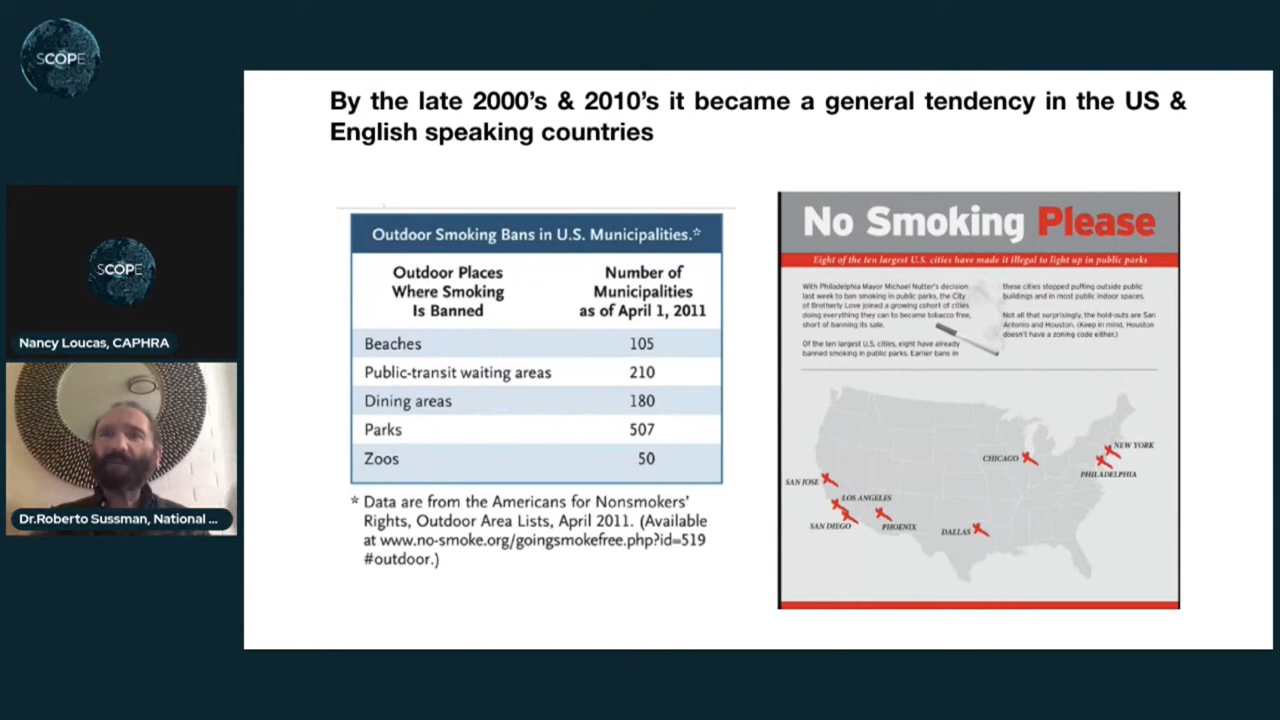 SCOPE
By the late 2000's & 2010's it became a general tendency in the US &
English speaking countries
SCOPE
Nancy Loucas, CAPHRA
Dr.Roberto Sussman, National ...
Outdoor Smoking Bans in U.S. Municipalities.*
Outdoor Places
Where Smoking
Is Banned
Number of
Municipalities
as of April 1, 2011
Beaches 105
Public-transit waiting areas 210
Dining areas 180
Parks 507
Zoos 50
* Data are from the Americans for Nonsmokers'
Rights, Outdoor Area Lists, April 2011. (Available
at www.no-smoke.org/goingsmokefree.php?id=519
#outdoor.)
No Smoking Please
Eight of the ten largest U.S. cities have made it illegal to light up in public parks
With Philadelphia Mayor Michael Nutter's decision
last week to ban smoking in public parks, the City
of Brotherly Love joined a growing cohort of cities
doing everything they can to become tobacco free,
short of banning its sale.
Of the ten largest U.S. cities, eight have already
banned smoking in public parks. Earlier bans in
these cities stopped puffing outside public
buildings and in most public indoor spaces.
Not all that surprisingly, the hold-outs are San
Antonio and Houston. (Keep in mind, Houston
doesn't have a zoning code either.)
NEW YORK
CHICAGO
PHILADELPHIA
SAN JOSE
LOS ANGELES
SAN DIEGO
PHOENIX
DALLAS